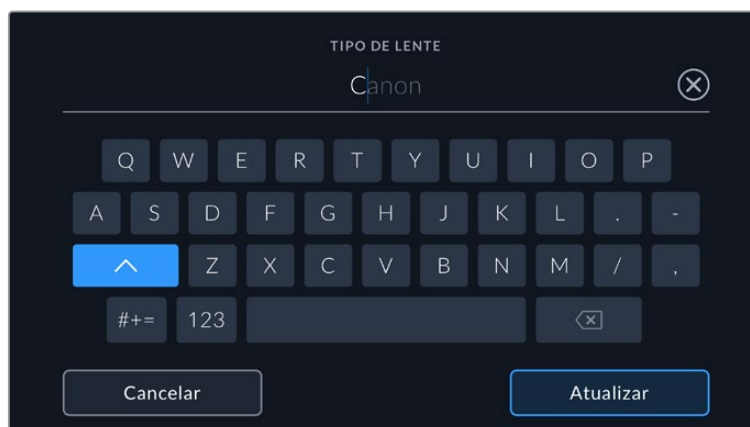 TIPO DE LENTE
Canon
Q W E R T Y U I O P
A S D F G H J K L . -
Z X C V B N M / ,
#+= 123
Cancelar Atualizar